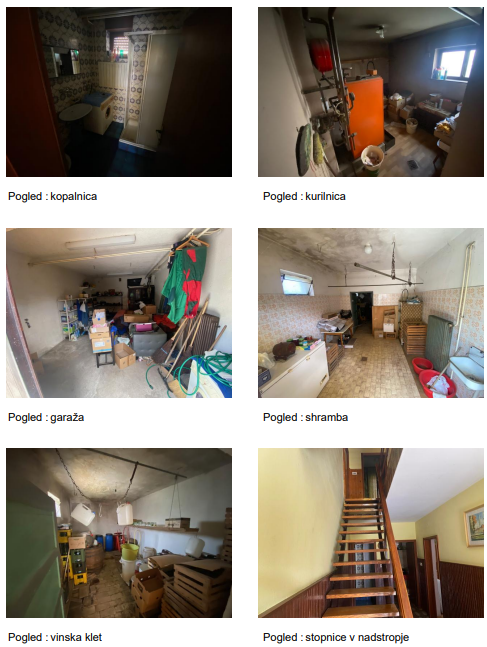 Pogled : kopalnica
Pogled : kurilnica
Pogled : garaža
Pogled : shramba
Pogled : vinska klet
Pogled : stopnice v nadstropje